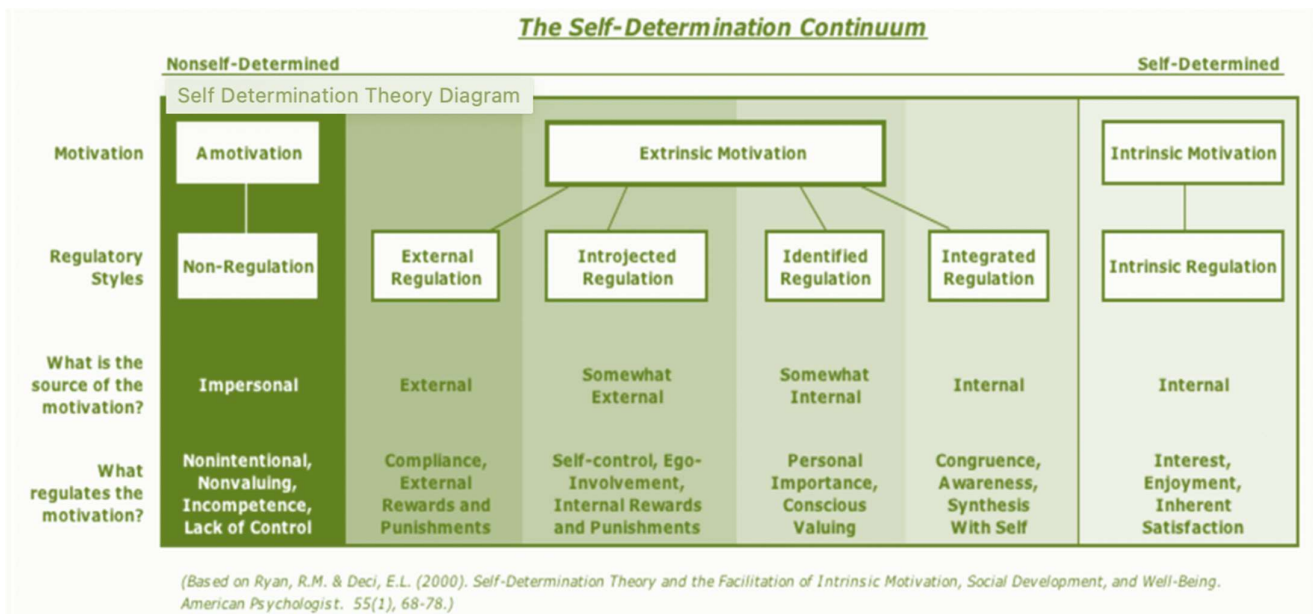 The Self-Determination Continuum
Nonself-Determined
Self-Determined
Self Determination Theory Diagram
Motivation
Amotivation
Extrinsic Motivation
Intrinsic Motivation
Regulatory
Styles
Non-Regulation
External
Regulation
Introjected
Regulation
Identified
Regulation
Integrated
Regulation
Intrinsic Regulation
What is the
source of the
motivation?
Impersonal
External
Somewhat
External
Somewhat
Internal
Internal
Internal
What
regulates the
motivation?
Nonintentional,
Nonvaluing,
Incompetence,
Lack of Control
Compliance,
External
Rewards and
Punishments
Self-control, Ego-
Involvement,
Internal Rewards
and Punishments
Personal
Importance,
Conscious
Valuing
Congruence,
Awareness,
Synthesis
With Self
Interest,
Enjoyment,
Inherent
Satisfaction
(Based on Ryan, R.M. & Deci, E.L. (2000). Self-Determination Theory and the Facilitation of Intrinsic Motivation, Social Development, and Well-Being.
American Psychologist. 55(1), 68-78.)